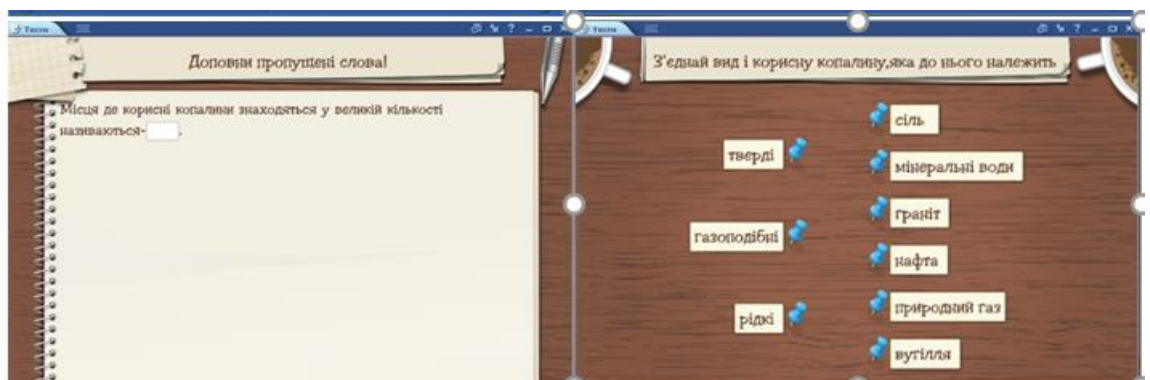 Тести
Доповни пропущені слова!
Місця де корисні копалини знаходяться у великій кількості
називаються- .
Тести
З'єднай вид і корисну копалину,яка до нього належить
тверді
газоподібні
рідкі
сіль
мінеральні води
граніт
нафта
природний газ
вугілля